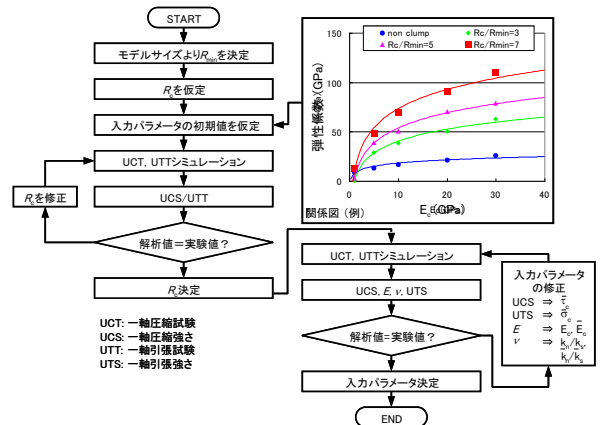 START
モデルサイズよりRminを決定
Rcを仮定
入力パラメータの初期値を仮定
UCT, UTTシミュレーション
UCS/UTT
Rcを修正
解析値＝実験値？
Rc決定
UCT: 一軸圧縮試験
UCS: 一軸圧縮強さ
UTT: 一軸引張試験
UTS: 一軸引張強さ
non clump
Rc/Rmin=3
Rc/Rmin=5
Rc/Rmin=7
150
100
50
0
弾性係数 (GPa)
0 10 20 30 40
Ec (GPa)
関係図（例）
UCT, UTTシミュレーション
UCS, E, ν, UTS
解析値=実験値？
入力パラメータ決定
END
入力パラメータ
の修正
UCS ⇒ τ̄c
UTS ⇒ σ̄c
E ⇒ Ec, Ēc
ν ⇒ kn/ks,
k̄n/k̄s